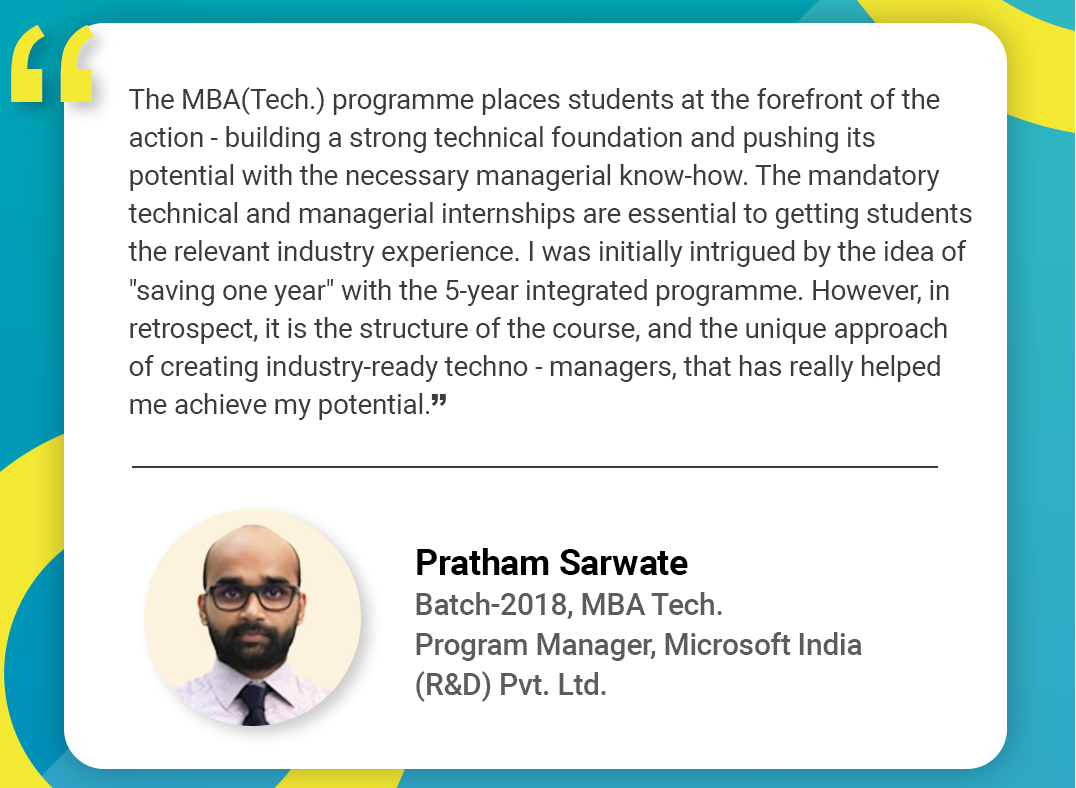 “
The MBA(Tech.) programme places students at the forefront of the
action - building a strong technical foundation and pushing its
potential with the necessary managerial know-how. The mandatory
technical and managerial internships are essential to getting students
the relevant industry experience. I was initially intrigued by the idea of
"saving one year" with the 5-year integrated programme. However, in
retrospect, it is the structure of the course, and the unique approach
of creating industry-ready techno - managers, that has really helped
me achieve my potential.”
Pratham Sarwate
Batch-2018, MBA Tech.
Program Manager, Microsoft India
(R&D) Pvt. Ltd.